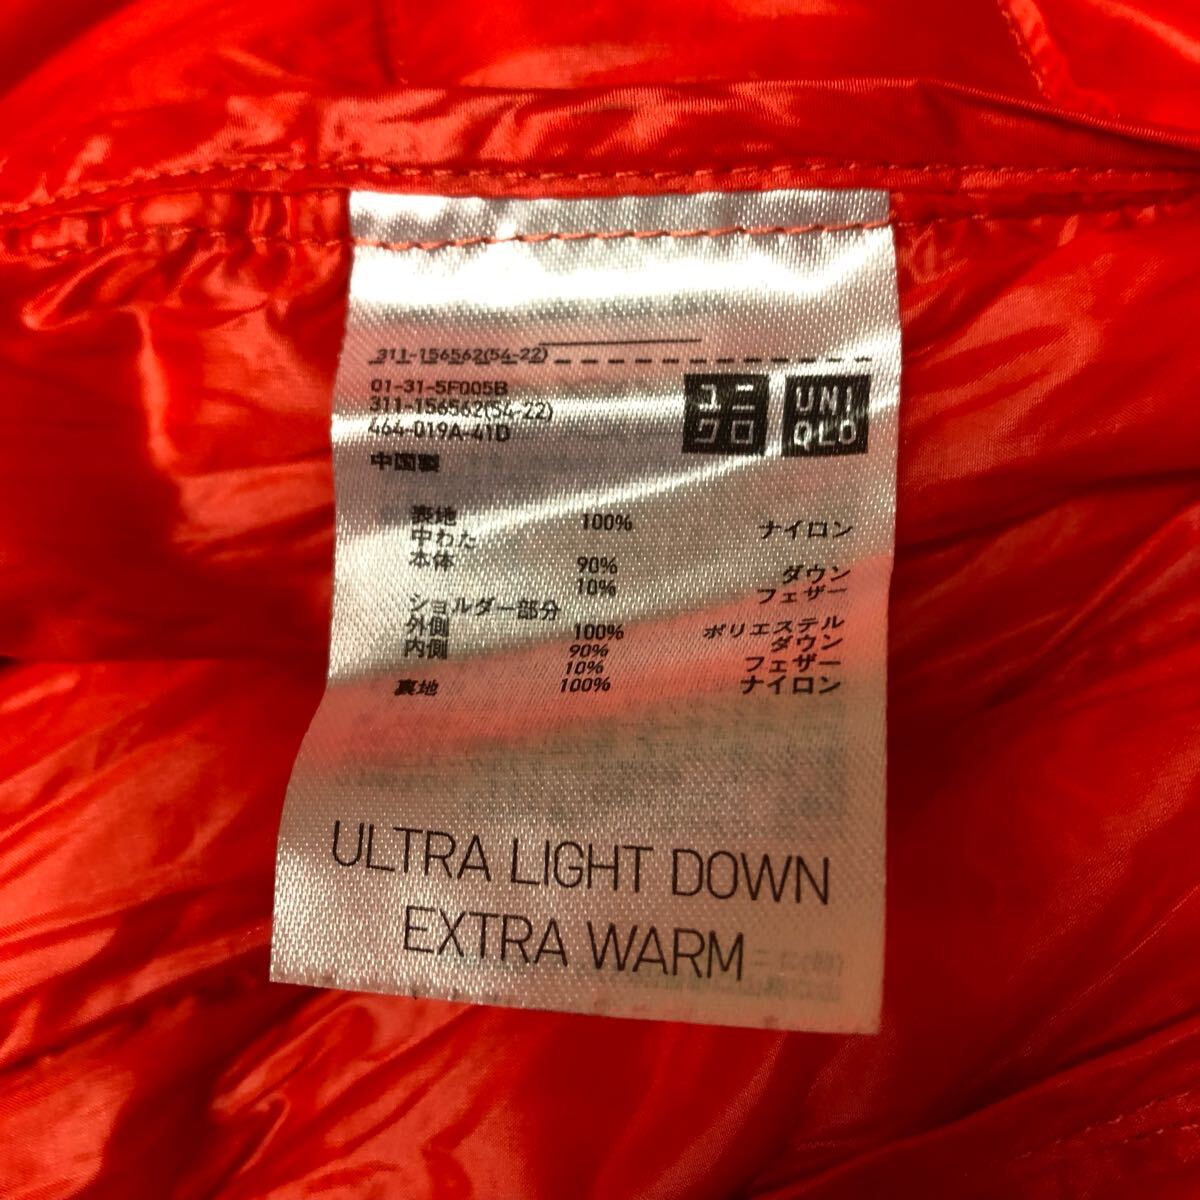 311-156562(54-22)
01-31-5F005B
311-156562(54-22)
464-019A-41D
中国製
ユニ
クロ
UNI
QLO
表地 100% ナイロン
中わた
本体 90% ダウン
10% フェザー
ショルダー部分
外側 100% ポリエステル
内側 90% ダウン
10% フェザー
裏地 100% ナイロン
ULTRA LIGHT DOWN
EXTRA WARM